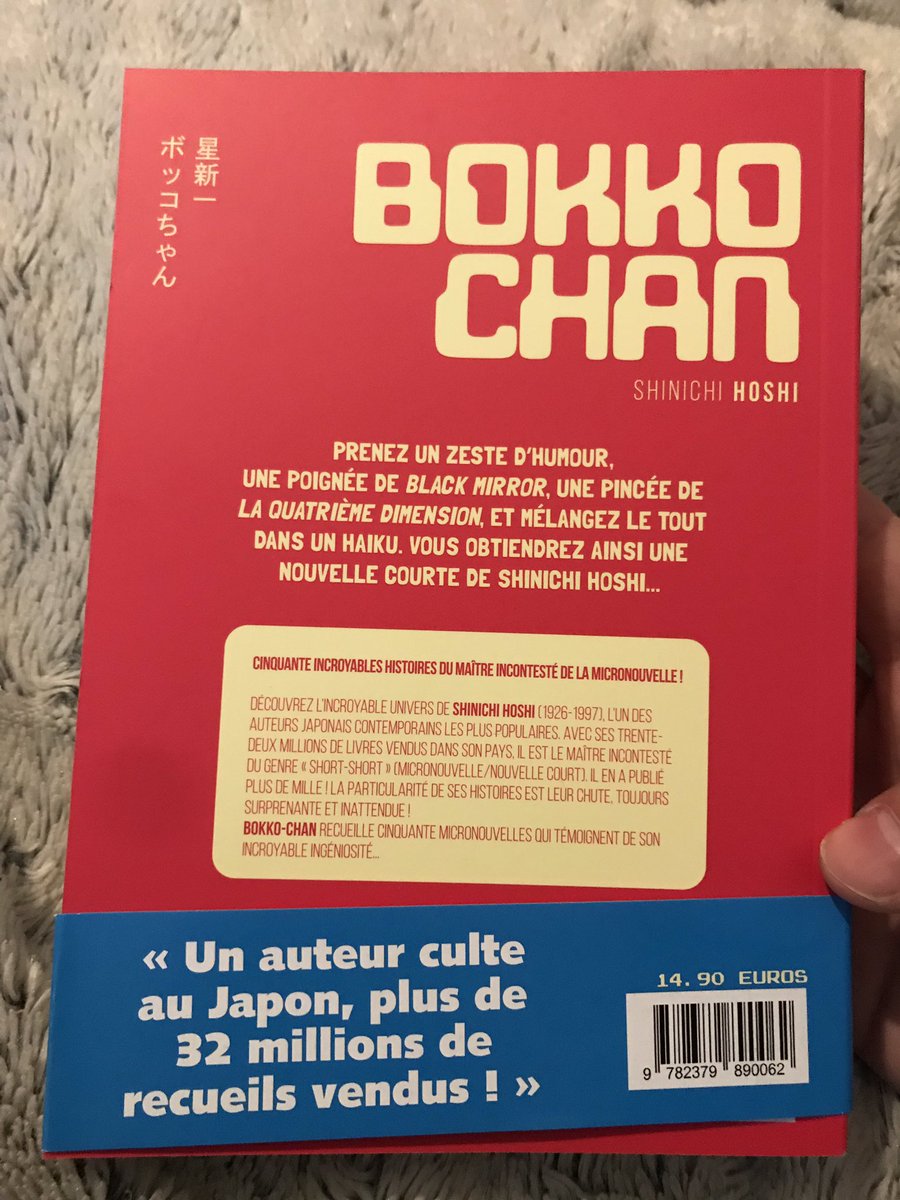 星新一
ボッコちゃん
BOKKO
CHAN
SHINICHI HOSHI
PRENEZ UN ZESTE D'HUMOUR,
UNE POIGNÉE DE BLACK MIRROR, UNE PINCÉE DE
LA QUATRIÈME DIMENSION, ET MÉLANGEZ LE TOUT
DANS UN HAIKU. VOUS OBTIENDREZ AINSI UNE
NOUVELLE COURTE DE SHINICHI HOSHI...
CINQUANTE INCROYABLES HISTOIRES DU MAÎTRE INCONTESTÉ DE LA MICRONOUVELLE !
DÉCOUVREZ L'INCROYABLE UNIVERS DE SHINICHI HOSHI (1926-1997), L'UN DES
AUTEURS JAPONAIS CONTEMPORAINS LES PLUS POPULAIRES. AVEC SES TRENTE-
DEUX MILLIONS DE LIVRES VENDUS DANS SON PAYS, IL EST LE MAÎTRE INCONTESTÉ
DU GENRE « SHORT-SHORT » (MICRONOUVELLE/NOUVELLE COURT). IL EN A PUBLIÉ
PLUS DE MILLE ! LA PARTICULARITÉ DE SES HISTOIRES EST LEUR CHUTE, TOUJOURS
SURPRENANTE ET INATTENDUE !
BOKKO-CHAN RECUEILLE CINQUANTE MICRONOUVELLES QUI TÉMOIGNENT DE SON
INCROYABLE INGÉNIOSITÉ...
« Un auteur culte
au Japon, plus de
32 millions de
recueils vendus ! »
14.90 EUROS
9 782379 890062